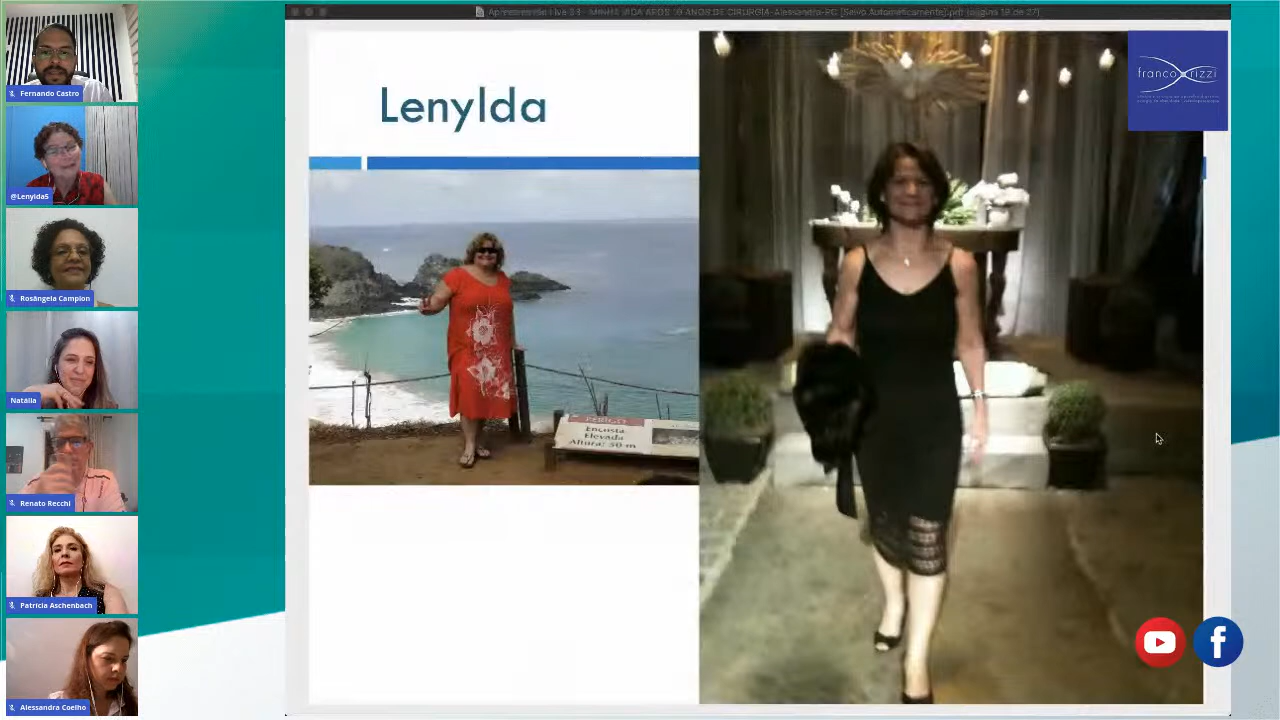 Fernando Castro
@Lenylda5
Rosângela Campion
Natália
Renato Recchi
Patrícia Aschenbach
Alessandra Coelho
Lenylda
PERIGO
Encosta
Elevada
Altura: 50 m
franco rizzi